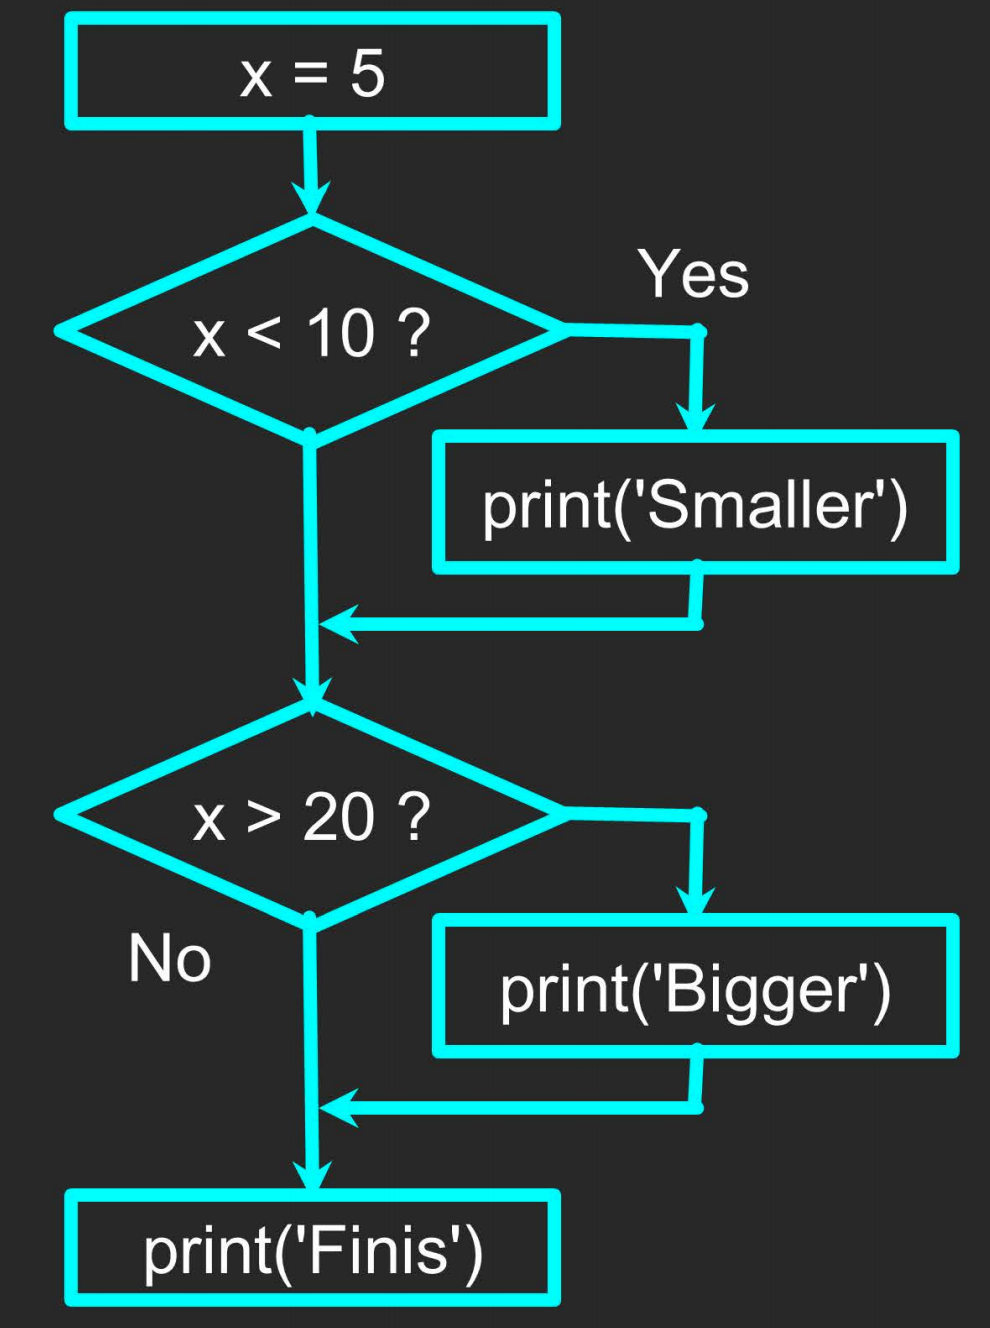 x = 5
Yes
x < 10 ?
print('Smaller')
x > 20 ?
No
print('Bigger')
print('Finis')